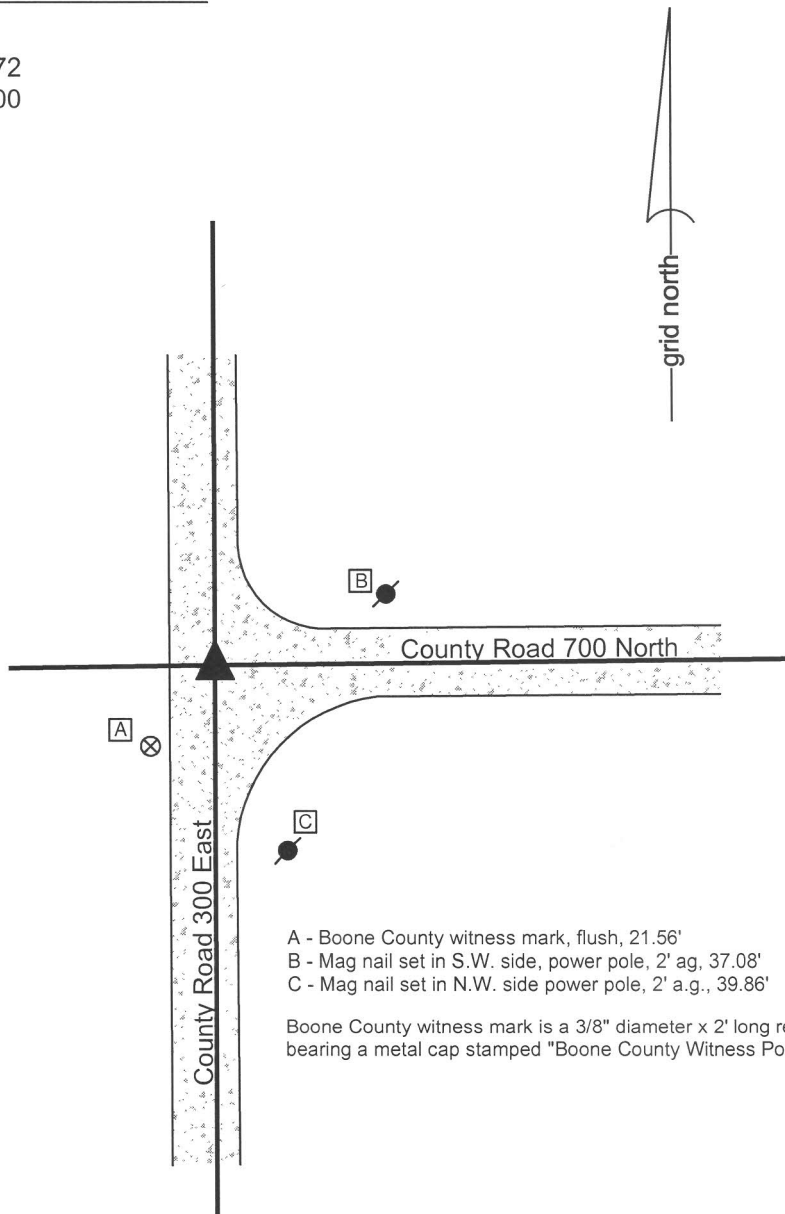 72
00
grid north
B
County Road 700 North
A
C
County Road 300 East
A - Boone County witness mark, flush, 21.56'
B - Mag nail set in S.W. side, power pole, 2' ag, 37.08'
C - Mag nail set in N.W. side power pole, 2' a.g., 39.86'
Boone County witness mark is a 3/8" diameter x 2' long re
bearing a metal cap stamped "Boone County Witness Po